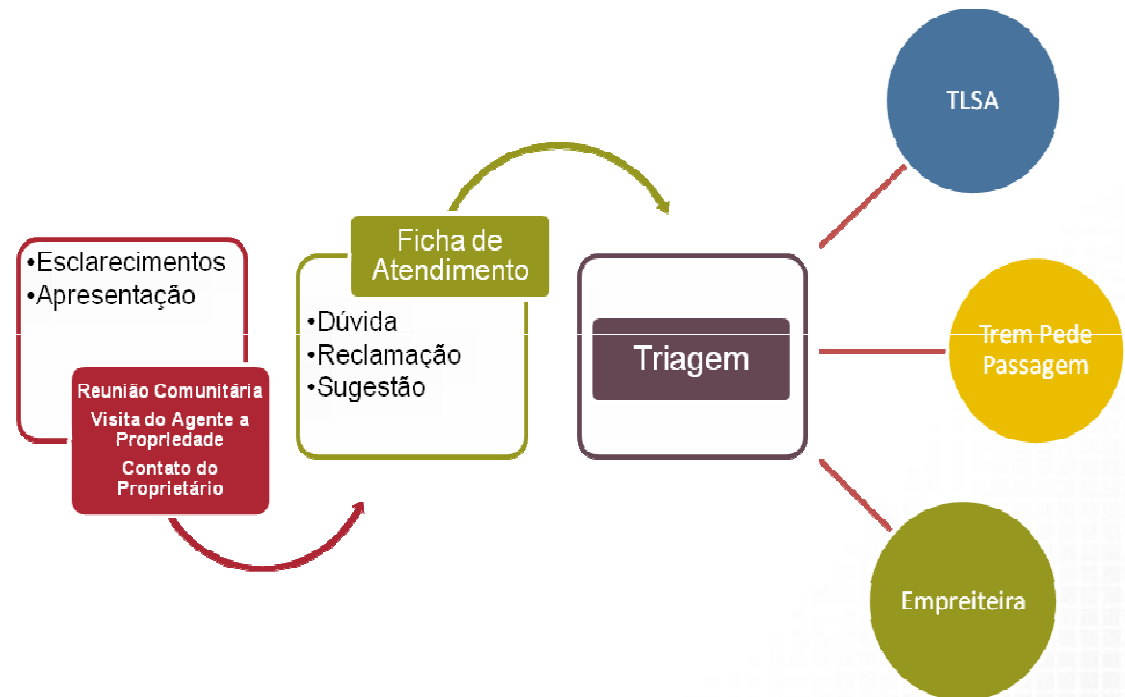 •Esclarecimentos
•Apresentação
Reunião Comunitária
Visita do Agente a
Propriedade
Contato do
Proprietário
Ficha de
Atendimento
•Dúvida
•Reclamação
•Sugestão
Triagem
TLSA
Trem Pede
Passagem
Empreiteira